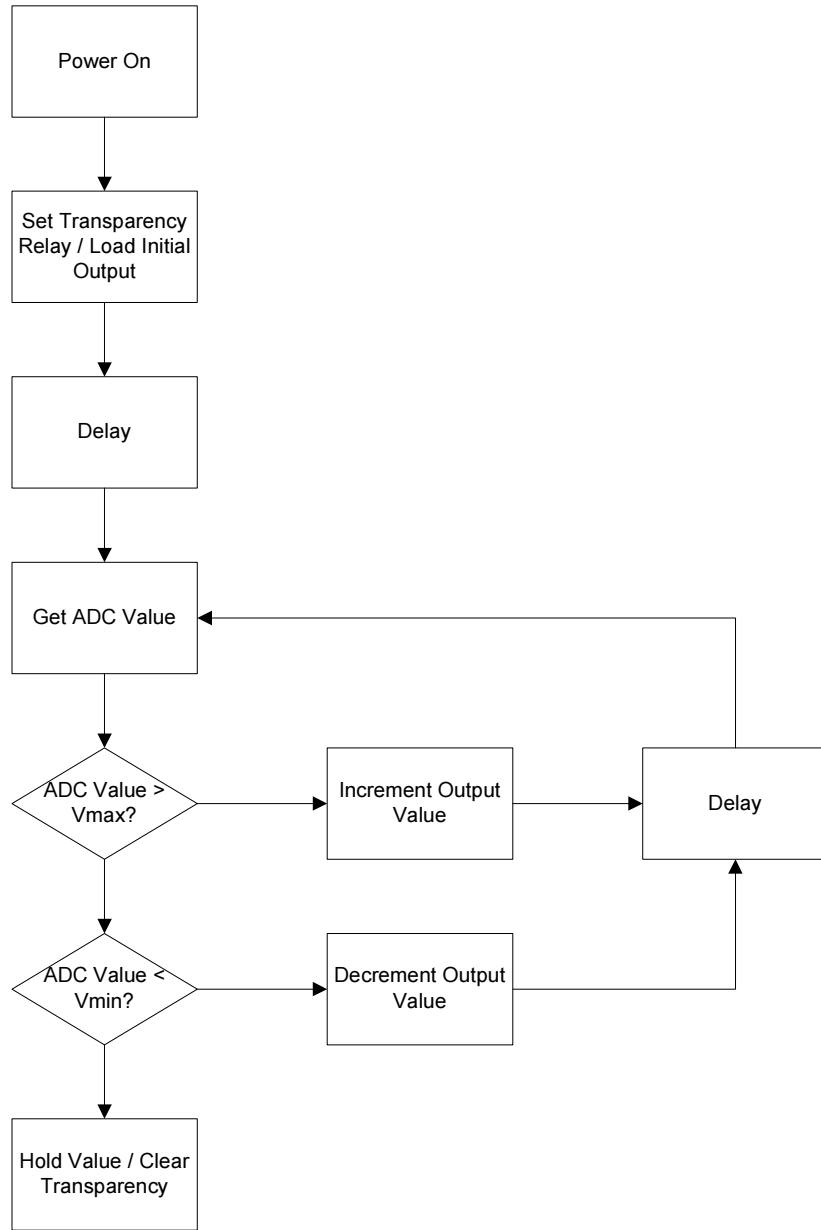 Power On
Set Transparency
Relay / Load Initial
Output
Delay
Get ADC Value
ADC Value >
Vmax?
Increment Output
Value
Delay
ADC Value <
Vmin?
Decrement Output
Value
Hold Value / Clear
Transparency